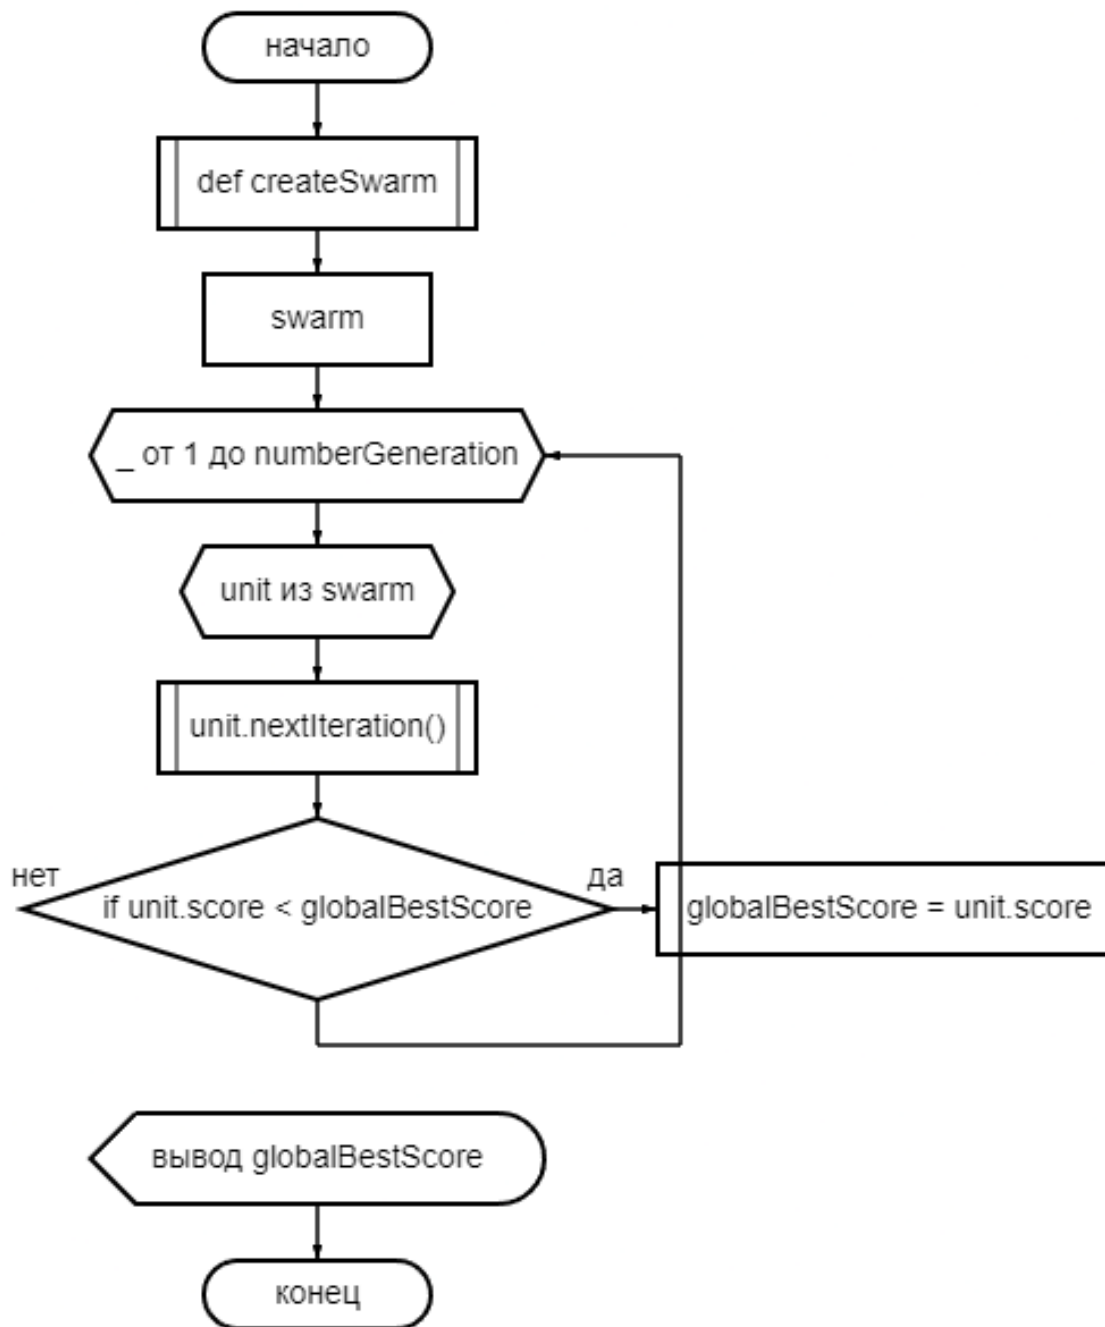 начало
def createSwarm
swarm
_ от 1 до numberGeneration
unit из swarm
unit.nextIteration()
нет
да
if unit.score < globalBestScore
globalBestScore = unit.score
вывод globalBestScore
конец